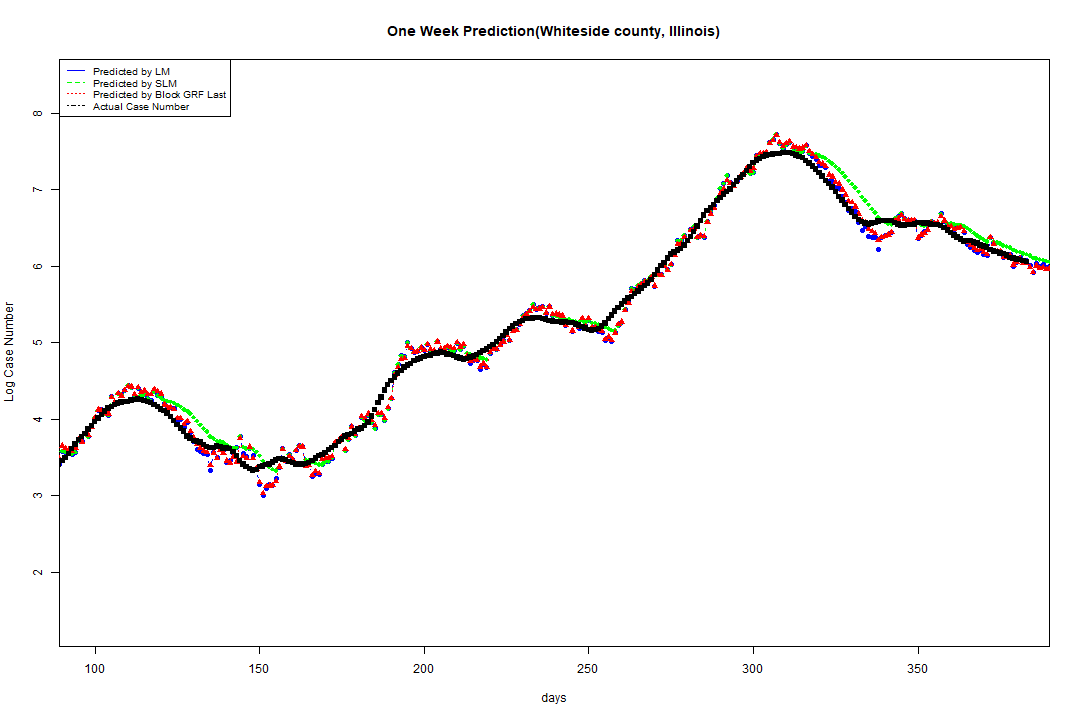 One Week Prediction(Whiteside county, Illinois)
Predicted by LM
Predicted by SLM
Predicted by Block GRF Last
Actual Case Number
8
7
6
5
4
3
2
Log Case Number
100 150 200 250 300 350
days